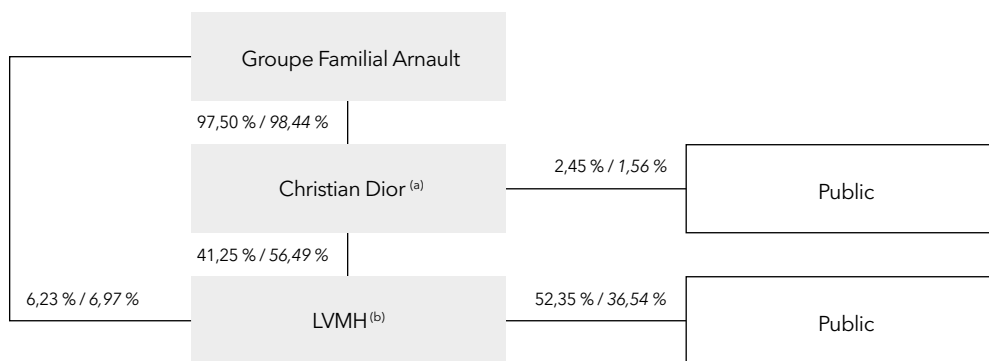 Groupe Familial Arnault
97,50 % / 98,44 %
2,45 % / 1,56 %
Christian Dior (a)
Public
41,25 % / 56,49 %
6,23 % / 6,97 %
52,35 % / 36,54 %
LVMH (b)
Public